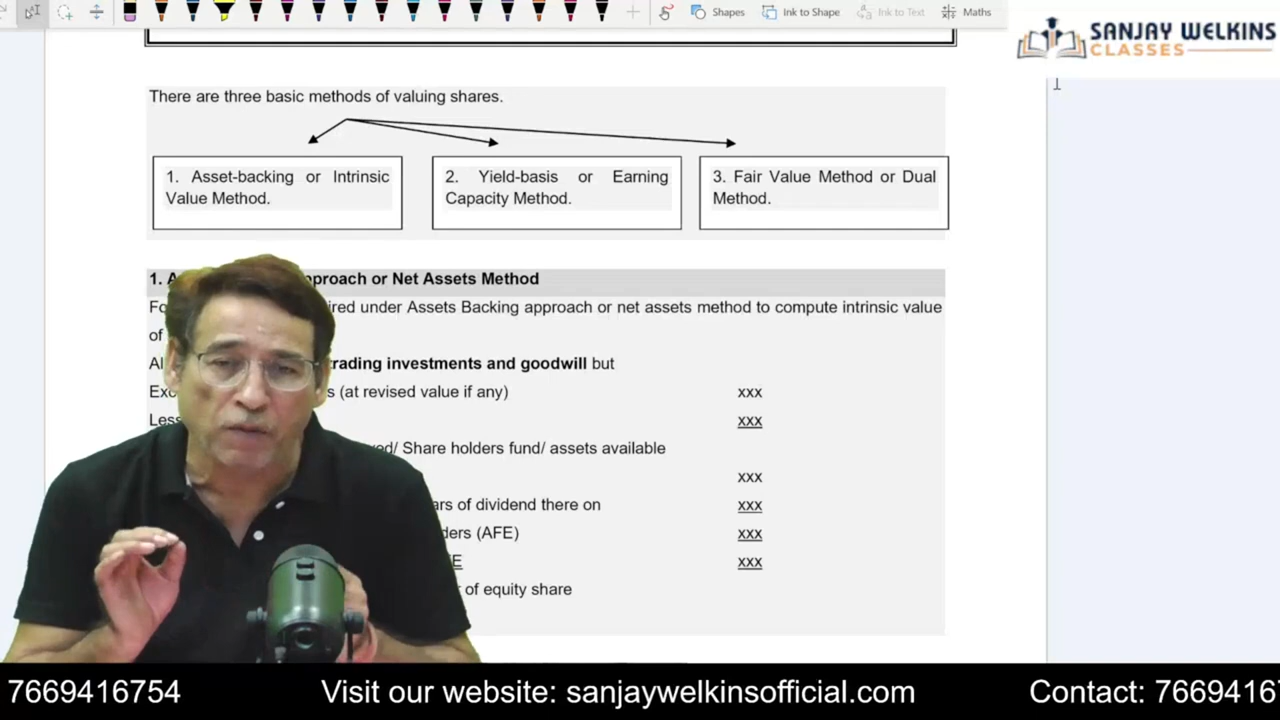 Shapes Ink to Shape Ink to Text Maths
SANJAY WELKINS
CLASSES
There are three basic methods of valuing shares.
1. Asset-backing or Intrinsic
Value Method.
2. Yield-basis or Earning
Capacity Method.
3. Fair Value Method or Dual
Method.
1. A pproach or Net Assets Method
under Assets Backing approach or net assets method to compute intrinsic value
of
trading investments and goodwill but
(at revised value if any) xxx
Less xxx
Share holders fund/ assets available
xxx
of dividend there on xxx
(AFE) xxx
xxx
of equity share
7669416754 Visit our website: sanjaywelkinsofficial.com Contact: 7669416